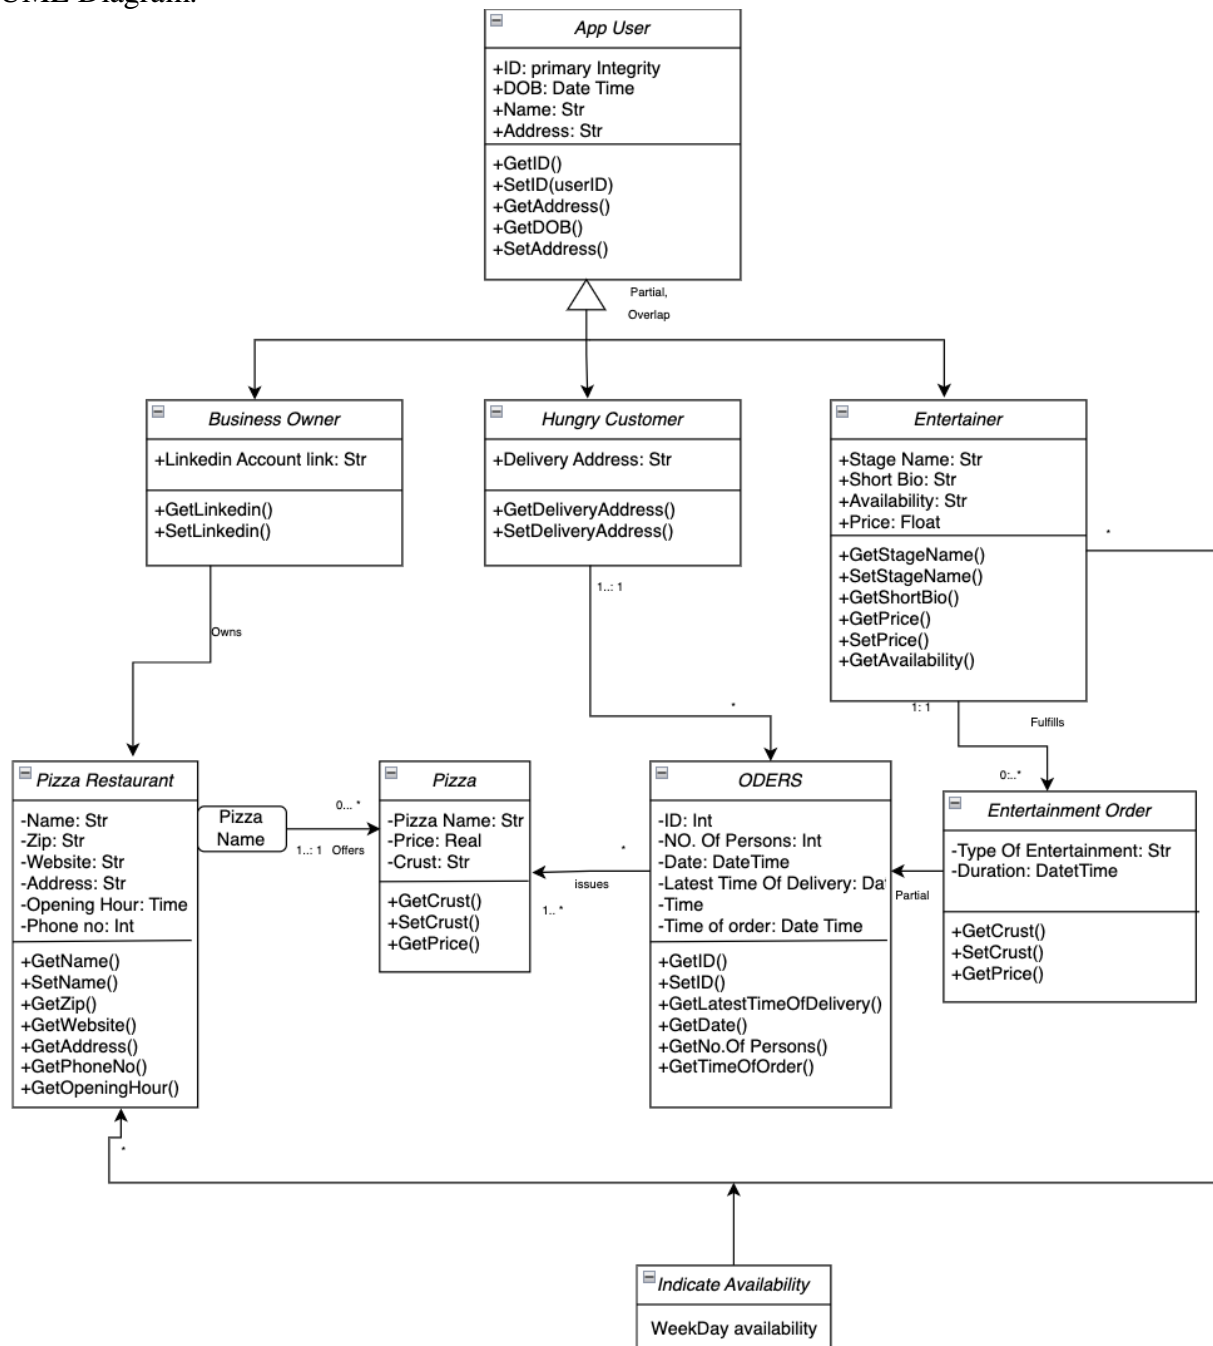 UML Diagram.
App User
+ID: primary Integrity
+DOB: Date Time
+Name: Str
+Address: Str
+GetID()
+SetID(userID)
+GetAddress()
+GetDOB()
+SetAddress()
Partial,
Overlap
Business Owner
+Linkedin Account link: Str
+GetLinkedin()
+SetLinkedin()
Hungry Customer
+Delivery Address: Str
+GetDeliveryAddress()
+SetDeliveryAddress()
Entertainer
+Stage Name: Str
+Short Bio: Str
+Availability: Str
+Price: Float
+GetStageName()
+SetStageName()
+GetShortBio()
+GetPrice()
+SetPrice()
+GetAvailability()
*
1..: 1
Owns
*
1: 1
Fulfills
0:..*
Pizza Restaurant
-Name: Str
-Zip: Str
-Website: Str
-Address: Str
-Opening Hour: Time
-Phone no: Int
+GetName()
+SetName()
+GetZip()
+GetWebsite()
+GetAddress()
+GetPhoneNo()
+GetOpeningHour()
Pizza
Name
0... *
1..: 1 Offers
Pizza
-Pizza Name: Str
-Price: Real
-Crust: Str
+GetCrust()
+SetCrust()
+GetPrice()
*
issues
1.. *
ODERS
-ID: Int
-NO. Of Persons: Int
-Date: DateTime
-Latest Time Of Delivery: Da
-Time
-Time of order: Date Time
+GetID()
+SetID()
+GetLatestTimeOfDelivery()
+GetDate()
+GetNo.Of Persons()
+GetTimeOfOrder()
Partial
Entertainment Order
-Type Of Entertainment: Str
-Duration: DatetTime
+GetCrust()
+SetCrust()
+GetPrice()
*
Indicate Availability
WeekDay availability